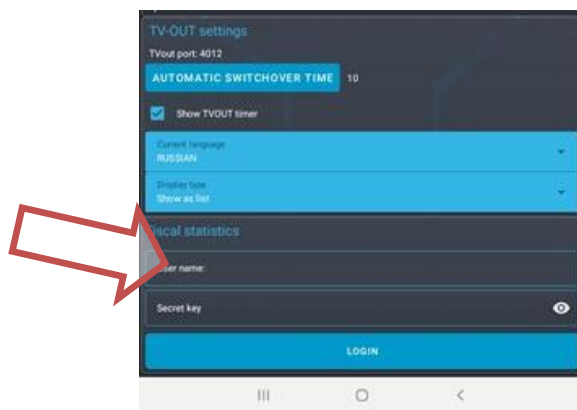 TV-OUT settings
TVout port: 4012
AUTOMATIC SWITCHOVER TIME 10
Show TVOUT timer
Current language
RUSSIAN
Display type
Show as list
iscal statistics
ser name:
Secret key
LOGIN